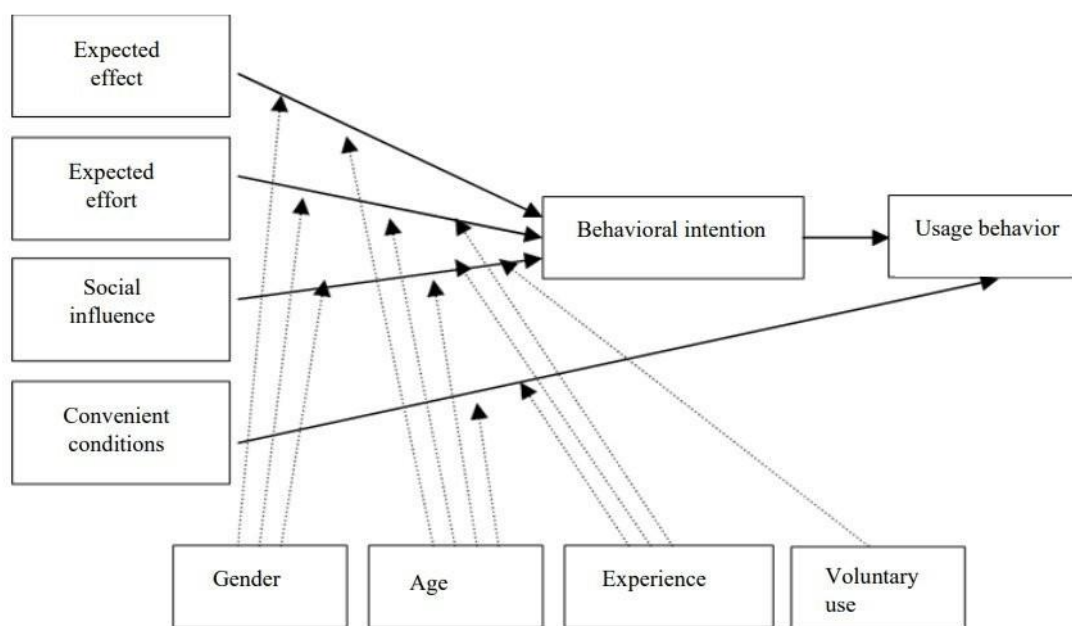 Expected
effect
Expected
effort
Social
influence
Convenient
conditions
Behavioral intention
Usage behavior
Gender
Age
Experience
Voluntary
use